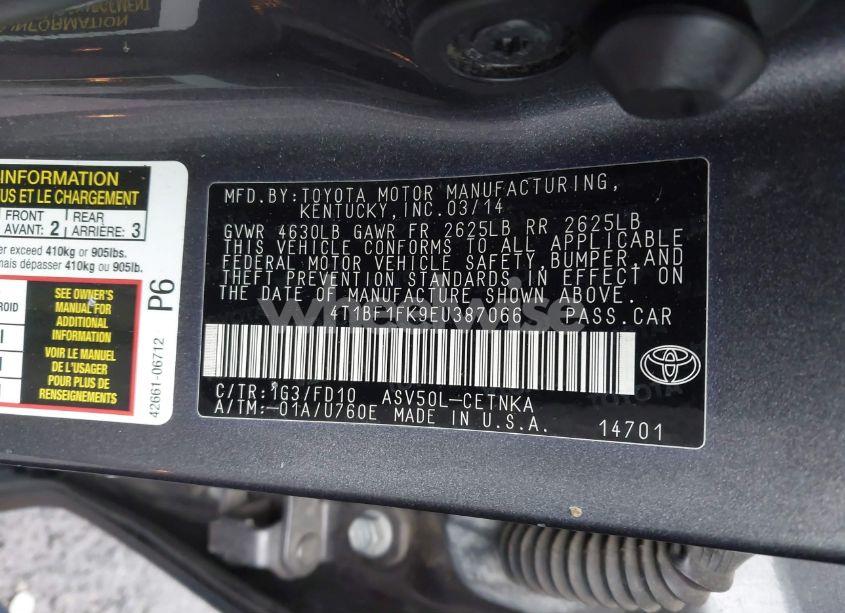 INFORMATION
US ET LE CHARGEMENT
FRONT
AVANT: 2
REAR
ARRIÈRE: 3
er exceed 410kg or 905lbs.
mais dépasser 410kg ou 905lb.
ROID
SEE OWNER'S
MANUAL FOR
ADDITIONAL
INFORMATION
VOIR LE MANUEL
DE L'USAGER
POUR PLUS DE
RENSEIGNEMENTS
P6
42661-06712
MFD.BY:TOYOTA MOTOR MANUFACTURING,
KENTUCKY,INC.03/14
GVWR 4630LB GAWR FR 2625LB RR 2625LB
THIS VEHICLE CONFORMS TO ALL APPLICABLE
FEDERAL MOTOR VEHICLE SAFETY,BUMPER,AND
THEFT PREVENTION STANDARDS IN EFFECT ON
THE DATE OF MANUFACTURE SHOWN ABOVE.
4T1BF1FK9EU387066 PASS.CAR
wheelwise
TOYOTA
C/TR:1G3/FD10 ASV50L-CETNKA
A/TM:-01A/U760E MADE IN U.S.A. 14701